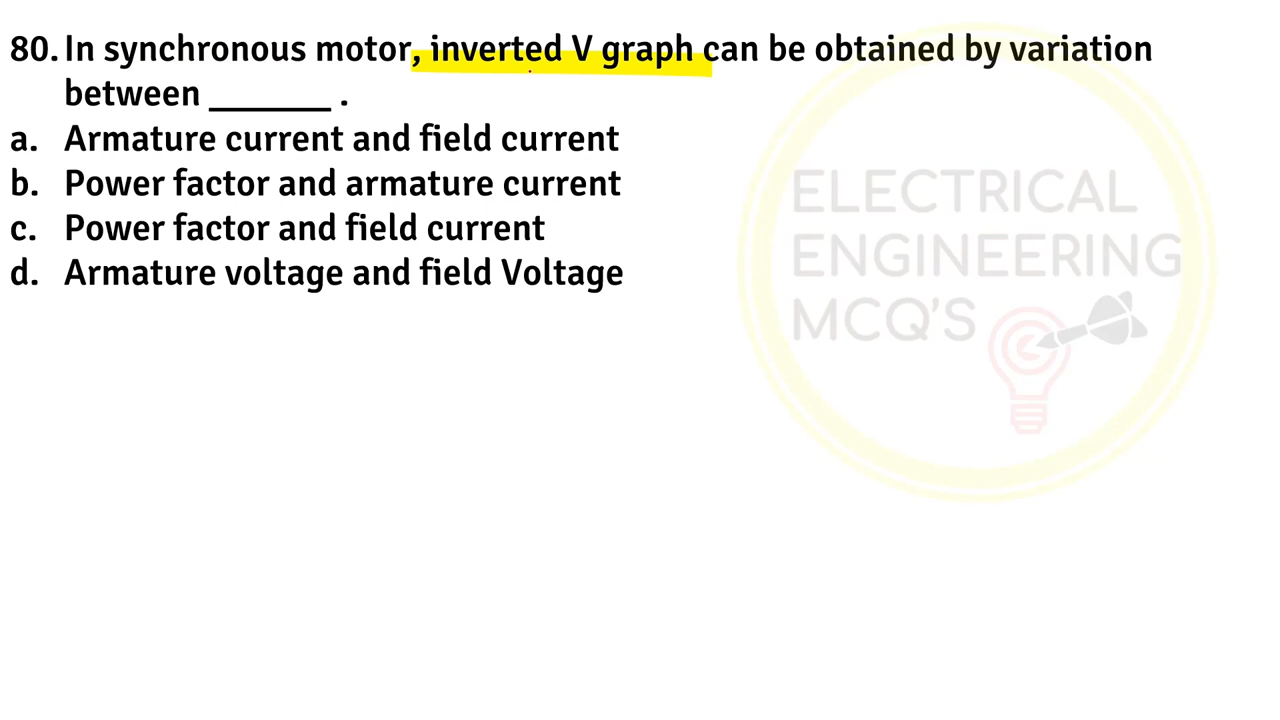 80. In synchronous motor, inverted V graph can be obtained by variation
between ______ .
a. Armature current and field current
b. Power factor and armature current
c. Power factor and field current
d. Armature voltage and field Voltage
ELECTRICAL
ENGINEERING
MCQ'S